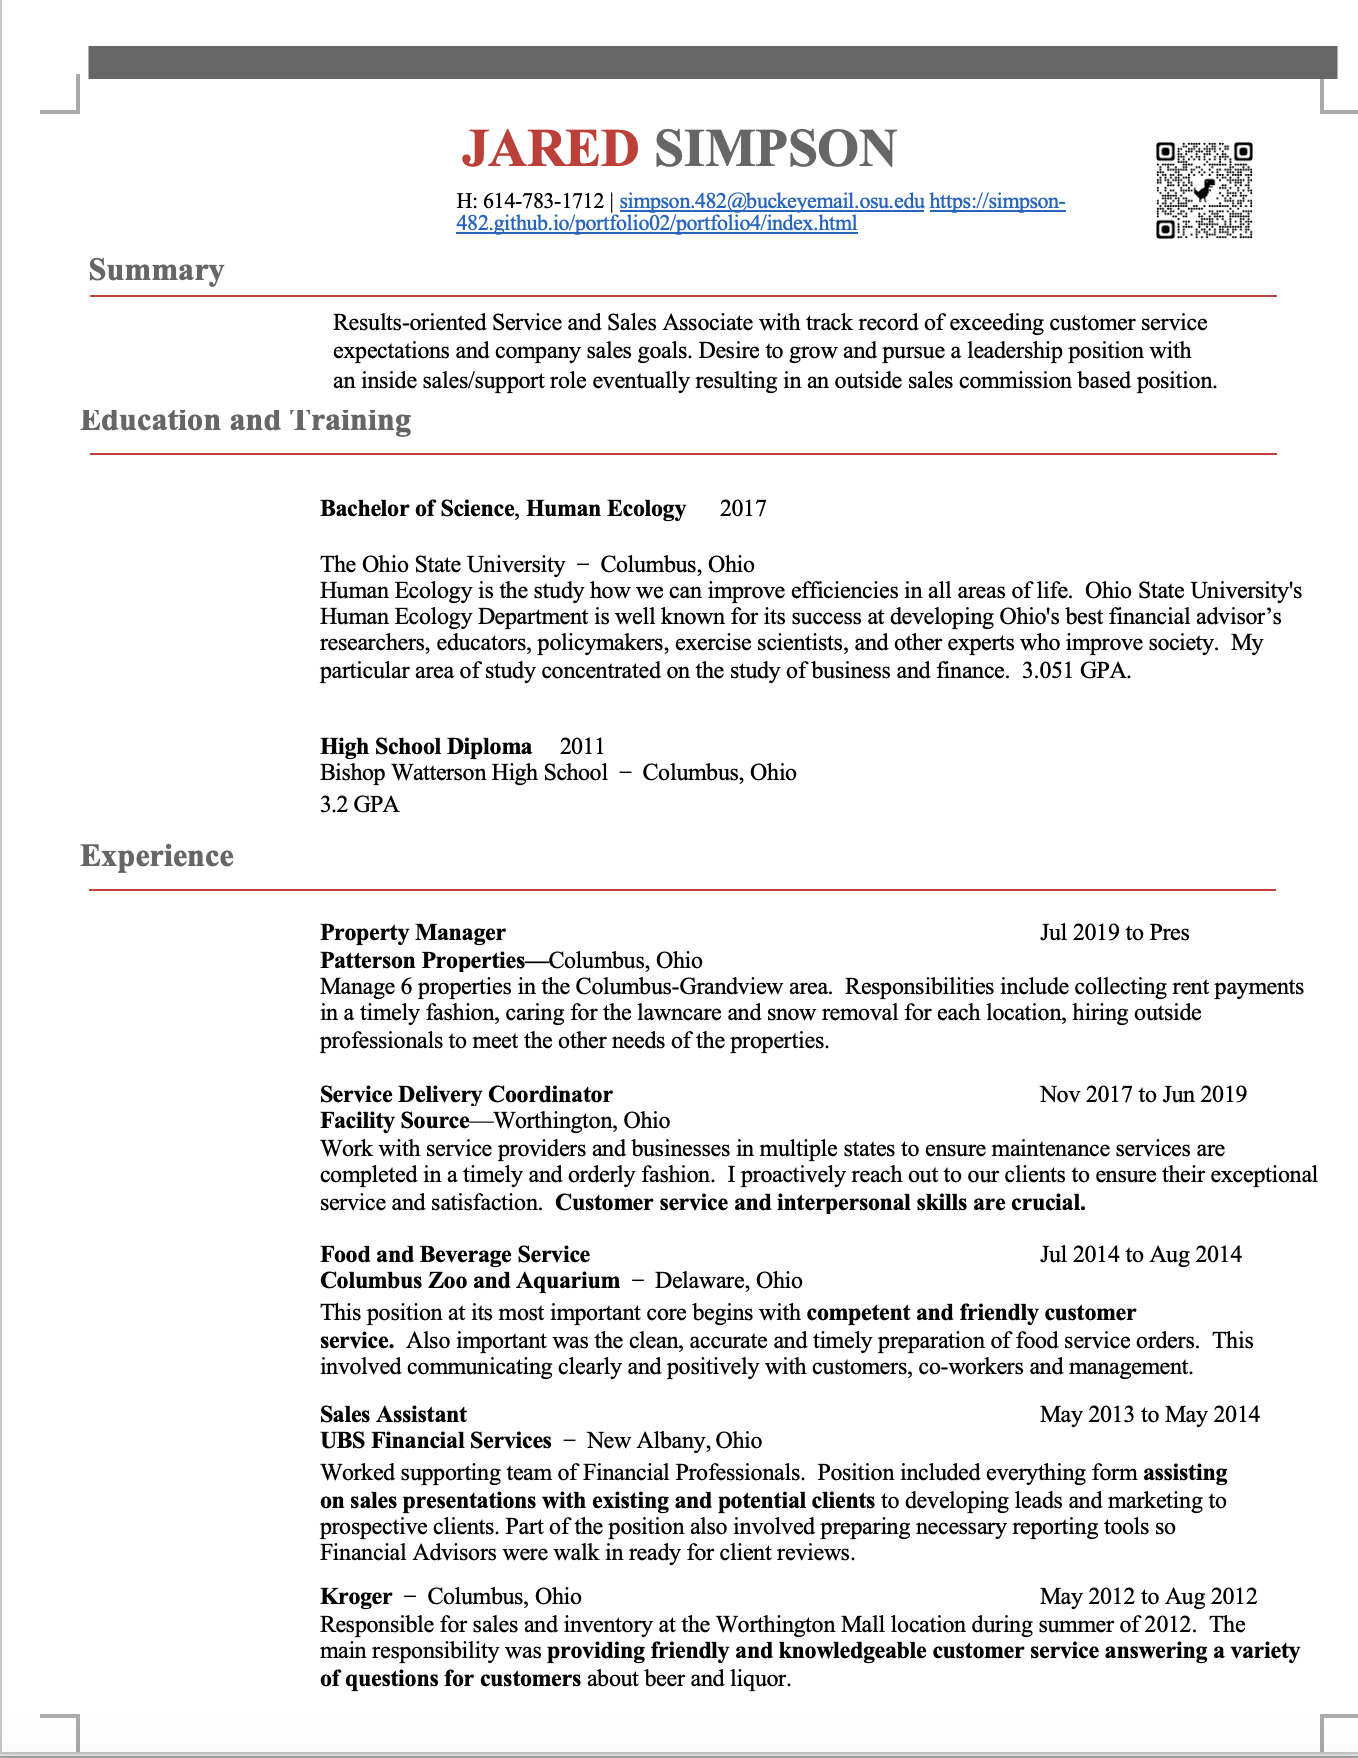 JARED SIMPSON
H: 614-783-1712 | simpson.482@buckeyemail.osu.edu https://simpson-
482.github.io/portfolio02/portfolio4/index.html
Summary
Results-oriented Service and Sales Associate with track record of exceeding customer service
expectations and company sales goals. Desire to grow and pursue a leadership position with
an inside sales/support role eventually resulting in an outside sales commission based position.
Education and Training
Bachelor of Science, Human Ecology 2017
The Ohio State University − Columbus, Ohio
Human Ecology is the study how we can improve efficiencies in all areas of life. Ohio State University's
Human Ecology Department is well known for its success at developing Ohio's best financial advisor’s
researchers, educators, policymakers, exercise scientists, and other experts who improve society. My
particular area of study concentrated on the study of business and finance. 3.051 GPA.
High School Diploma 2011
Bishop Watterson High School − Columbus, Ohio
3.2 GPA
Experience
Property Manager Jul 2019 to Pres
Patterson Properties—Columbus, Ohio
Manage 6 properties in the Columbus-Grandview area. Responsibilities include collecting rent payments
in a timely fashion, caring for the lawncare and snow removal for each location, hiring outside
professionals to meet the other needs of the properties.
Service Delivery Coordinator Nov 2017 to Jun 2019
Facility Source—Worthington, Ohio
Work with service providers and businesses in multiple states to ensure maintenance services are
completed in a timely and orderly fashion. I proactively reach out to our clients to ensure their exceptional
service and satisfaction. Customer service and interpersonal skills are crucial.
Food and Beverage Service Jul 2014 to Aug 2014
Columbus Zoo and Aquarium − Delaware, Ohio
This position at its most important core begins with competent and friendly customer
service. Also important was the clean, accurate and timely preparation of food service orders. This
involved communicating clearly and positively with customers, co-workers and management.
Sales Assistant May 2013 to May 2014
UBS Financial Services − New Albany, Ohio
Worked supporting team of Financial Professionals. Position included everything form assisting
on sales presentations with existing and potential clients to developing leads and marketing to
prospective clients. Part of the position also involved preparing necessary reporting tools so
Financial Advisors were walk in ready for client reviews.
Kroger − Columbus, Ohio May 2012 to Aug 2012
Responsible for sales and inventory at the Worthington Mall location during summer of 2012. The
main responsibility was providing friendly and knowledgeable customer service answering a variety
of questions for customers about beer and liquor.